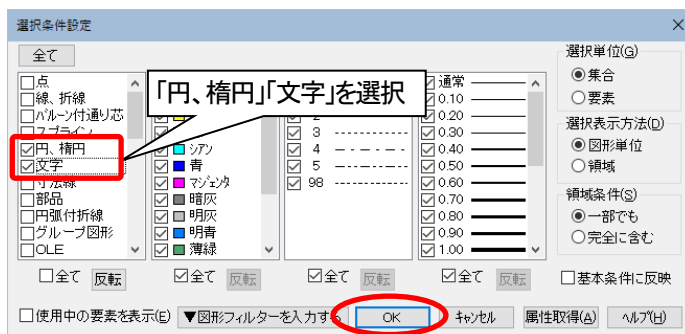 選択条件設定
全て
点
線、折線
バルーン付通り芯
スプライン
円、楕円
文字
寸法線
部品
円弧付折線
グループ図形
OLE
「円、楕円」「文字」を選択
シアン
青
マジェンタ
暗灰
明灰
明青
薄緑
2
3
4
5
98
通常
0.10
0.20
0.30
0.40
0.50
0.60
0.70
0.80
0.90
1.00
選択単位(G)
集合
要素
選択表示方法(D)
図形単位
領域
領域条件(S)
一部でも
完全に含む
全て 反転 全て 反転 全て 反転 全て 反転 基本条件に反映
使用中の要素を表示(E) ▼図形フィルターを入力する OK キャンセル 属性取得(A) ヘルプ(H)